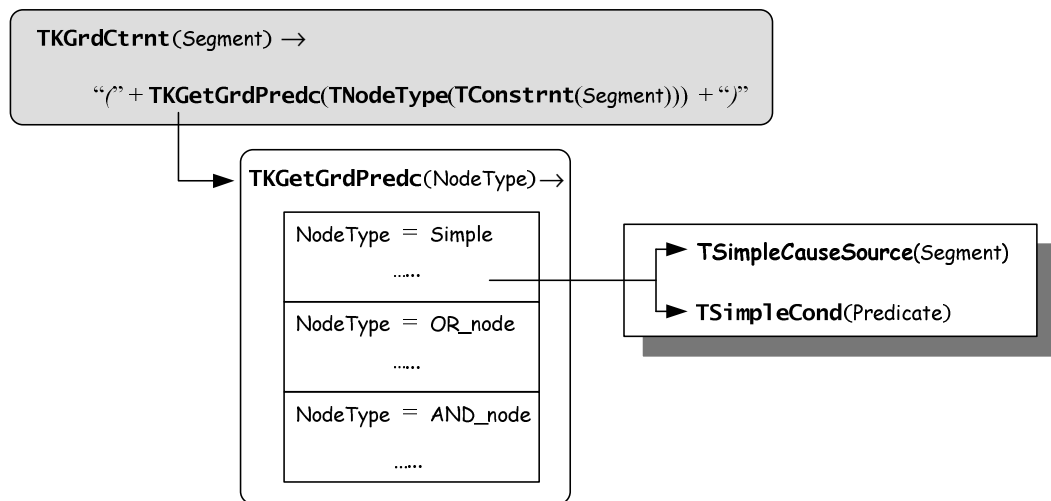 TKGrdCtrnt(Segment) →
“(” + TKGetGrdPredc(TNodeType(TConstrnt(Segment))) + “)”
TKGetGrdPredc(NodeType) →
NodeType = Simple
......
TSimpleCauseSource(Segment)
TSimpleCond(Predicate)
NodeType = OR_node
......
NodeType = AND_node
......